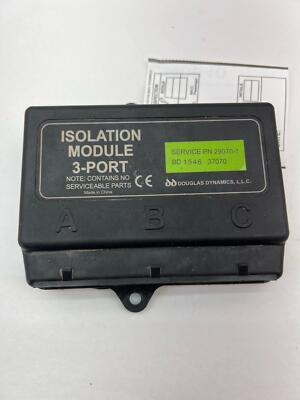 ISOLATION
MODULE
3-PORT
NOTE: CONTAINS NO
SERVICEABLE PARTS
Made in China
CE
SERVICE PN 29070-1
BD 1546 37070
DOUGLAS DYNAMICS, L.L.C.
A B C